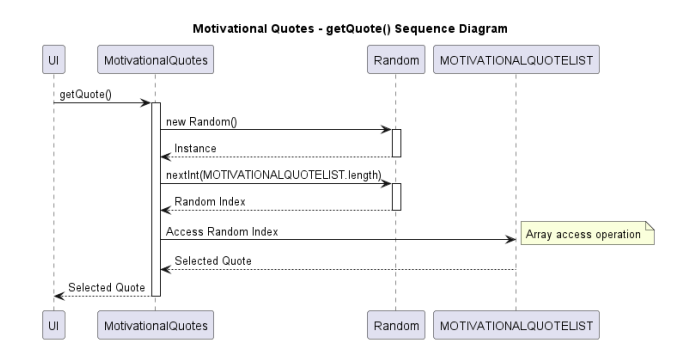 Motivational Quotes - getQuote() Sequence Diagram
UI
MotivationalQuotes
Random
MOTIVATIONALQUOTELIST
getQuote()
new Random()
Instance
nextInt(MOTIVATIONALQUOTELIST.length)
Random Index
Access Random Index
Array access operation
Selected Quote
Selected Quote
UI
MotivationalQuotes
Random
MOTIVATIONALQUOTELIST